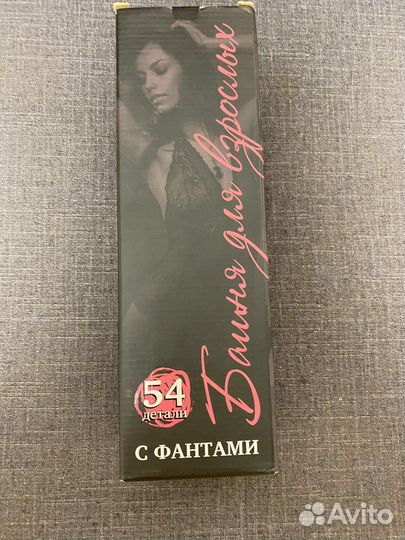 Башня для взрослых
54
детали
С ФАНТАМИ
Avito